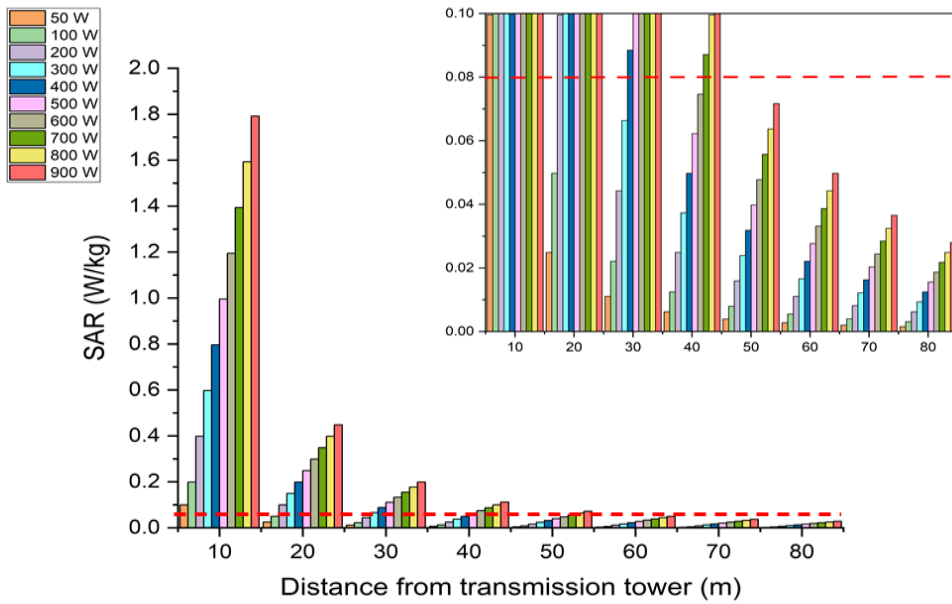 50 W
100 W
200 W
300 W
400 W
500 W
600 W
700 W
800 W
900 W
0.10
0.08
0.06
0.04
0.02
0.00
10 20 30 40 50 60 70 80
2.0
1.8
1.6
1.4
1.2
1.0
0.8
0.6
0.4
0.2
0.0
SAR (W/kg)
10 20 30 40 50 60 70 80
Distance from transmission tower (m)